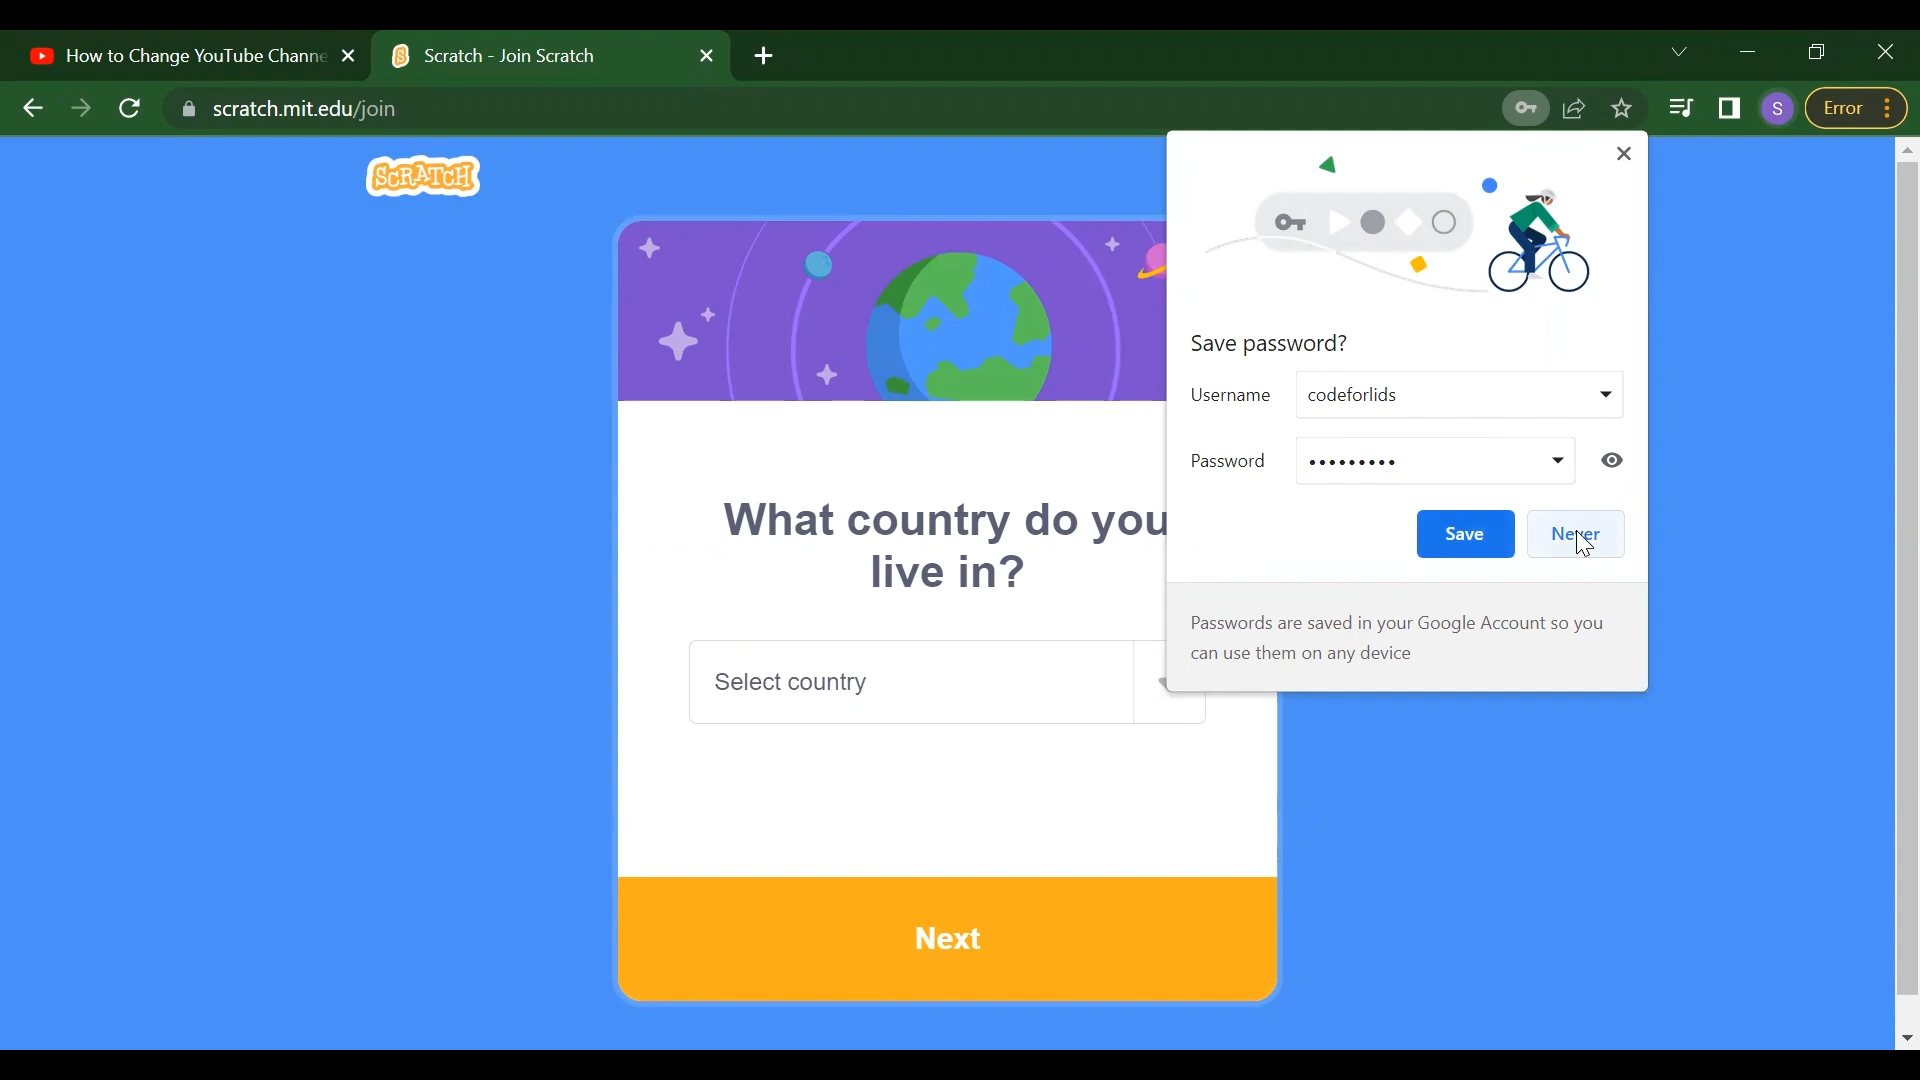 How to Change YouTube Channe
Scratch - Join Scratch
scratch.mit.edu/join
S
Error
SCRATCH
What country do you
live in?
Select country
Next
Save password?
Username codeforlids
Password •••••••••
Save Never
Passwords are saved in your Google Account so you
can use them on any device